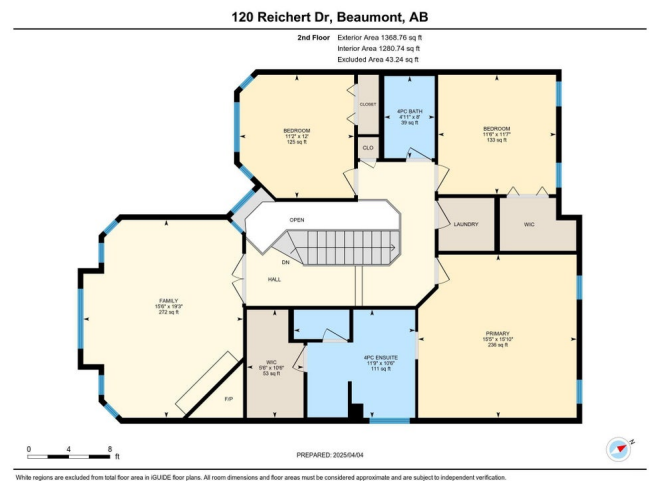 120 Reichert Dr, Beaumont, AB
2nd Floor Exterior Area 1368.76 sq ft
Interior Area 1280.74 sq ft
Excluded Area 43.24 sq ft
BEDROOM
11'2" x 12'
125 sq ft
CLOSET
4PC BATH
4'11" x 8'
39 sq ft
BEDROOM
11'8" x 11'7"
133 sq ft
CLO
OPEN
LAUNDRY
WIC
DN
HALL
FAMILY
15'6" x 19'3"
272 sq ft
PRIMARY
15'5" x 15'10"
236 sq ft
WIC
5'6" x 10'6"
53 sq ft
4PC ENSUITE
11'9" x 10'6"
111 sq ft
F/P
0 4 8
ft
PREPARED: 2025/04/04
N
White regions are excluded from total floor area in iGUIDE floor plans. All room dimensions and floor areas must be considered approximate and are subject to independent verification.